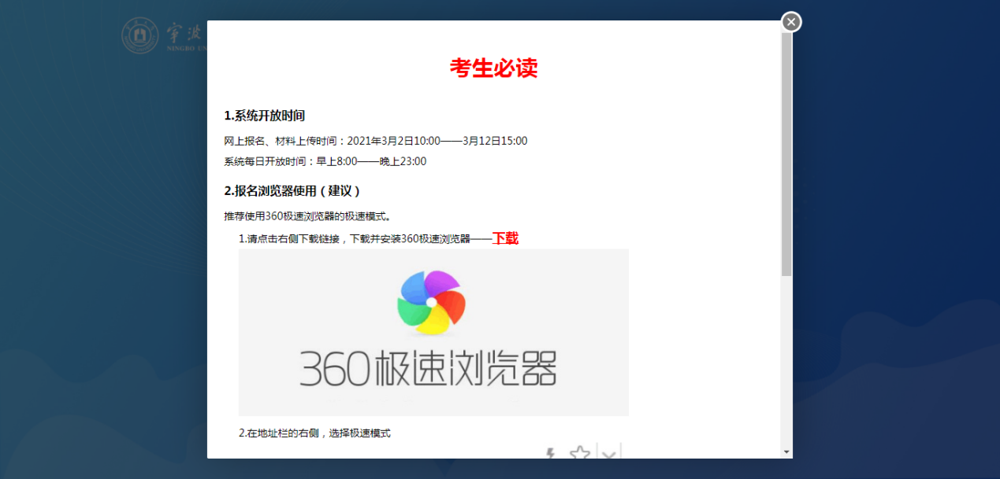 宁波
NINGBO UN
考生必读
1.系统开放时间
网上报名、材料上传时间：2021年3月2日10:00——3月12日15:00
系统每日开放时间：早上8:00——晚上23:00
2.报名浏览器使用（建议）
推荐使用360极速浏览器的极速模式。
1.请点击右侧下载链接，下载并安装360极速浏览器——下载
360极速浏览器
2.在地址栏的右侧，选择极速模式